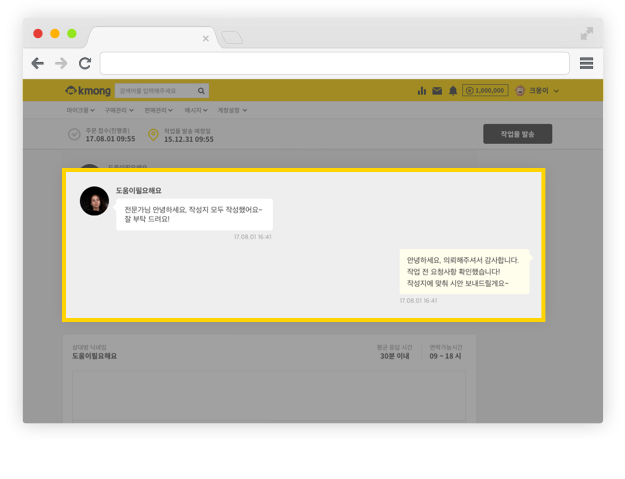 kmong 검색어를 입력해주세요 1,000,000 크몽이
마이크몽 구매관리 판매관리 메시지 계정설정
주문 접수(진행중) 작업물 발송 예정일
17.08.01 09:55 15.12.31 09:55 작업물 발송
도움이필요해요
전문가님 안녕하세요, 작성지 모두 작성했어요~
잘 부탁 드려요!
17.08.01 16:41
안녕하세요, 의뢰해주셔서 감사합니다.
작업 전 요청사항 확인했습니다!
작성지에 맞춰 시안 보내드릴게요~
17.08.01 16:41
상대방 닉네임 평균 응답 시간 연락가능시간
도움이필요해요 30분 이내 09 ~ 18 시